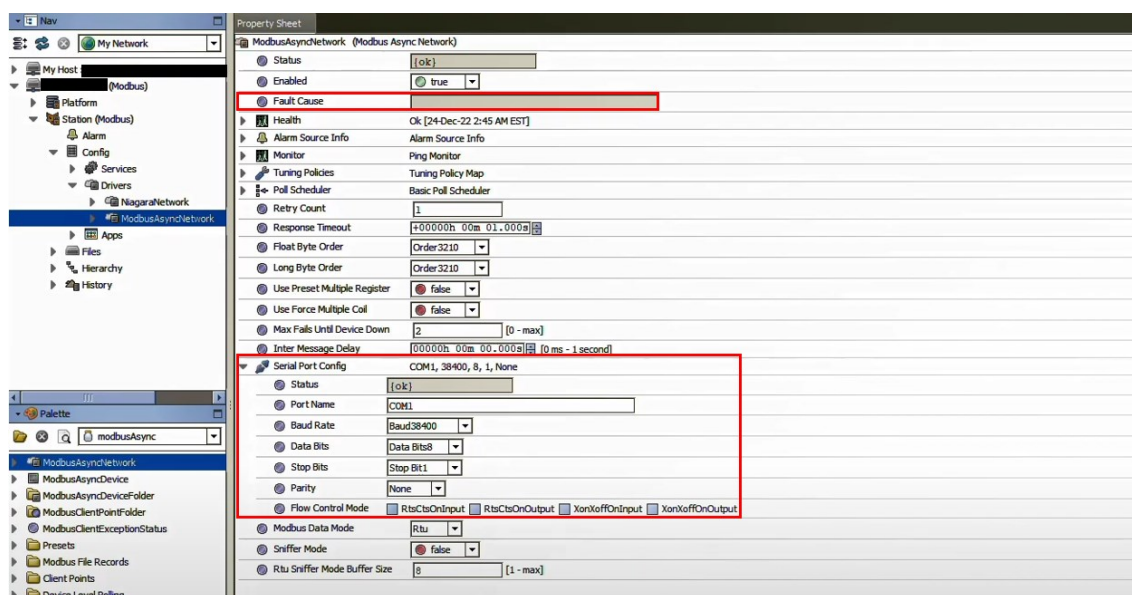 Nav
My Network
My Host
(Modbus)
Platform
Station (Modbus)
Alarm
Config
Services
Drivers
NiagaraNetwork
ModbusAsyncNetwork
Apps
Files
Hierarchy
History
Palette
modbusAsync
ModbusAsyncNetwork
ModbusAsyncDevice
ModbusAsyncDeviceFolder
ModbusClientPointFolder
ModbusClientExceptionStatus
Presets
Modbus File Records
Client Points
Device Level Polling
Property Sheet
ModbusAsyncNetwork (Modbus Async Network)
Status {ok}
Enabled true
Fault Cause
Health Ok [24-Dec-22 2:45 AM EST]
Alarm Source Info Alarm Source Info
Monitor Ping Monitor
Tuning Policies Tuning Policy Map
Poll Scheduler Basic Poll Scheduler
Retry Count 1
Response Timeout +00000h 00m 01.000s
Float Byte Order Order3210
Long Byte Order Order3210
Use Preset Multiple Register false
Use Force Multiple Coil false
Max Fails Until Device Down 2 [0 - max]
Inter Message Delay 00000h 00m 00.000s [0 ms - 1 second]
Serial Port Config COM1, 38400, 8, 1, None
Status {ok}
Port Name COM1
Baud Rate Baud38400
Data Bits Data Bits8
Stop Bits Stop Bit1
Parity None
Flow Control Mode RtsCtsOnInput RtsCtsOnOutput XonXoffOnInput XonXoffOnOutput
Modbus Data Mode Rtu
Sniffer Mode false
Rtu Sniffer Mode Buffer Size 8 [1 - max]